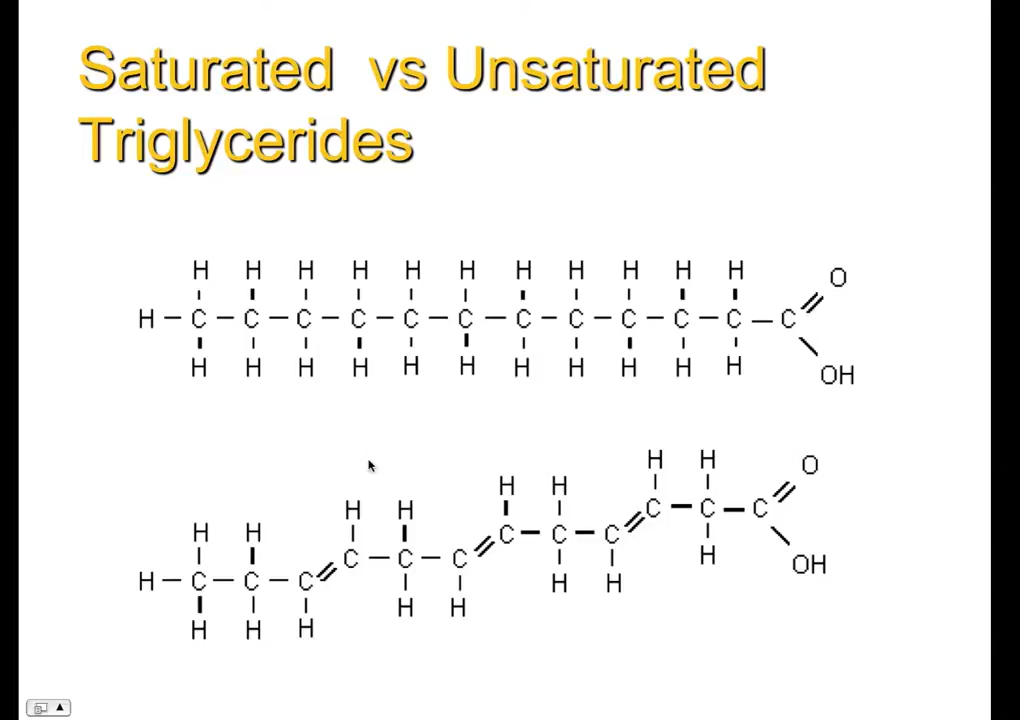 Saturated vs Unsaturated
Triglycerides
H H H H H H H H H H H O
H C C C C C C C C C C C C
H H H H H H H H H H H OH
H H O
H H
H H C C C
H H C C C H
H H C C C H H OH
H C C C H H
H H H